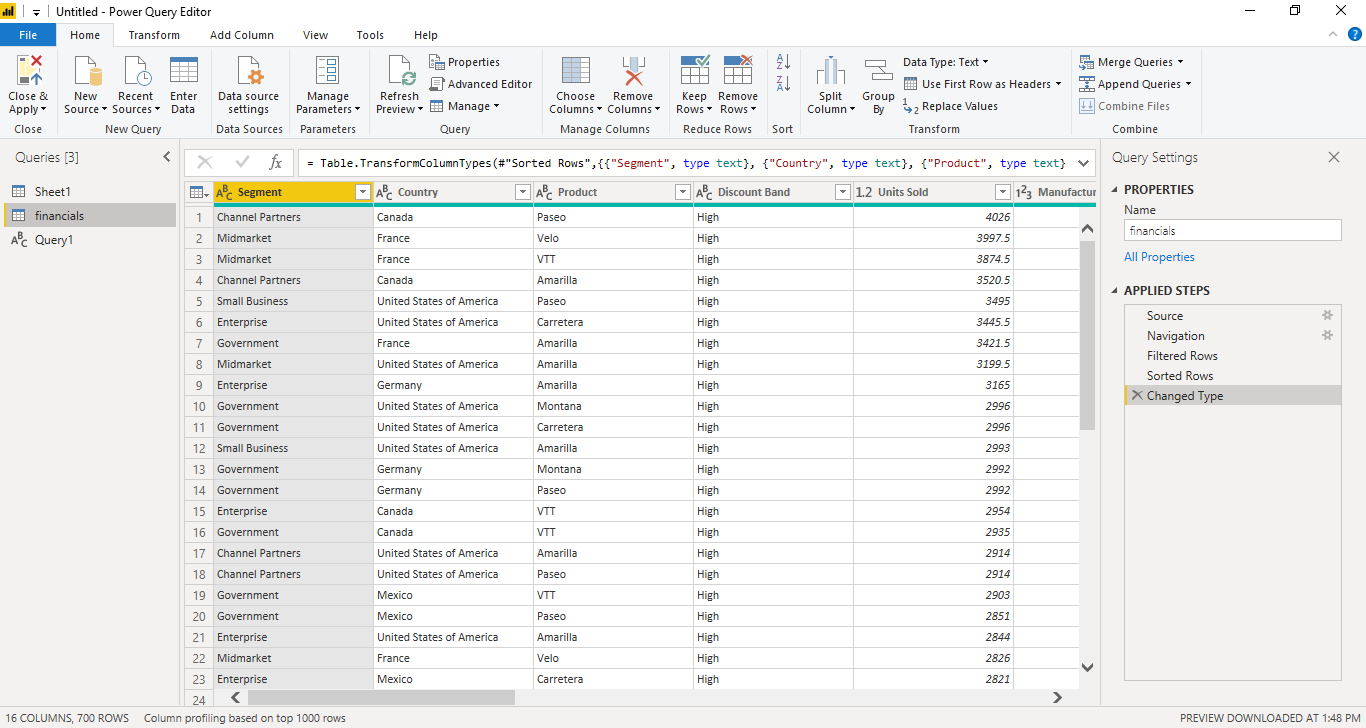 Untitled - Power Query Editor
File Home Transform Add Column View Tools Help
Close & Apply
New Source
Recent Sources
Enter Data
Data source settings
Manage Parameters
Refresh Preview
Properties
Advanced Editor
Manage
Choose Columns
Remove Columns
Keep Rows
Remove Rows
A Z
Z A
Split Column
Group By
Data Type: Text
Use First Row as Headers
1 2 Replace Values
Merge Queries
Append Queries
Combine Files
Close New Query Data Sources Parameters Query Manage Columns Reduce Rows Sort Transform Combine
Queries [3]
Sheet1
financials
ABC Query1
fx = Table.TransformColumnTypes(#"Sorted Rows",{{"Segment", type text}, {"Country", type text}, {"Product", type text}
ABC Segment ABC Country ABC Product ABC Discount Band 1.2 Units Sold 123 Manufactur
1 Channel Partners Canada Paseo High 4026
2 Midmarket France Velo High 3997.5
3 Midmarket France VTT High 3874.5
4 Channel Partners Canada Amarilla High 3520.5
5 Small Business United States of America Paseo High 3495
6 Enterprise United States of America Carretera High 3445.5
7 Government France Amarilla High 3421.5
8 Midmarket United States of America Amarilla High 3199.5
9 Enterprise Germany Amarilla High 3165
10 Government United States of America Montana High 2996
11 Government United States of America Carretera High 2996
12 Small Business United States of America Amarilla High 2993
13 Government Germany Montana High 2992
14 Government Germany Paseo High 2992
15 Enterprise Canada VTT High 2954
16 Government Canada VTT High 2935
17 Channel Partners United States of America Amarilla High 2914
18 Channel Partners United States of America Paseo High 2914
19 Government Mexico VTT High 2903
20 Government Mexico Paseo High 2851
21 Enterprise United States of America Amarilla High 2844
22 Midmarket France Velo High 2826
23 Enterprise Mexico Carretera High 2821
24
Query Settings
PROPERTIES
Name
financials
All Properties
APPLIED STEPS
Source
Navigation
Filtered Rows
Sorted Rows
Changed Type
16 COLUMNS, 700 ROWS Column profiling based on top 1000 rows PREVIEW DOWNLOADED AT 1:48 PM